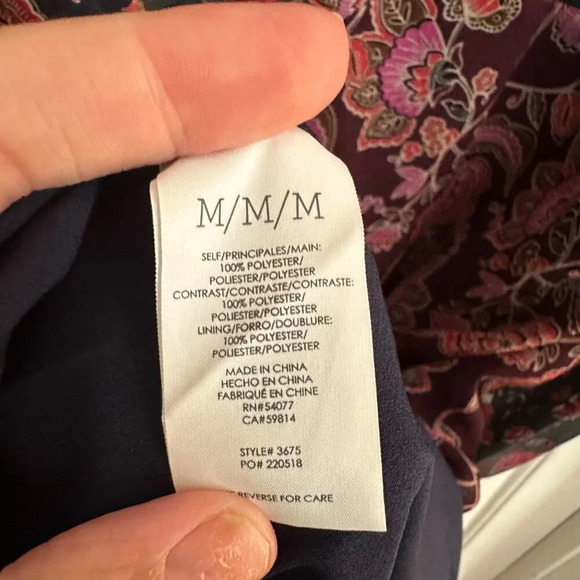 M/M/M
SELF/PRINCIPALES/MAIN:
100% POLYESTER/
POLIESTER/POLYESTER
CONTRAST/CONTRASTE/CONTRASTE:
100% POLYESTER/
POLIESTER/POLYESTER
LINING/FORRO/DOUBLURE:
100% POLYESTER/
POLIESTER/POLYESTER
MADE IN CHINA
HECHO EN CHINA
FABRIQUÉ EN CHINE
RN#54077
CA#59814
STYLE# 3675
PO# 220518
REVERSE FOR CARE